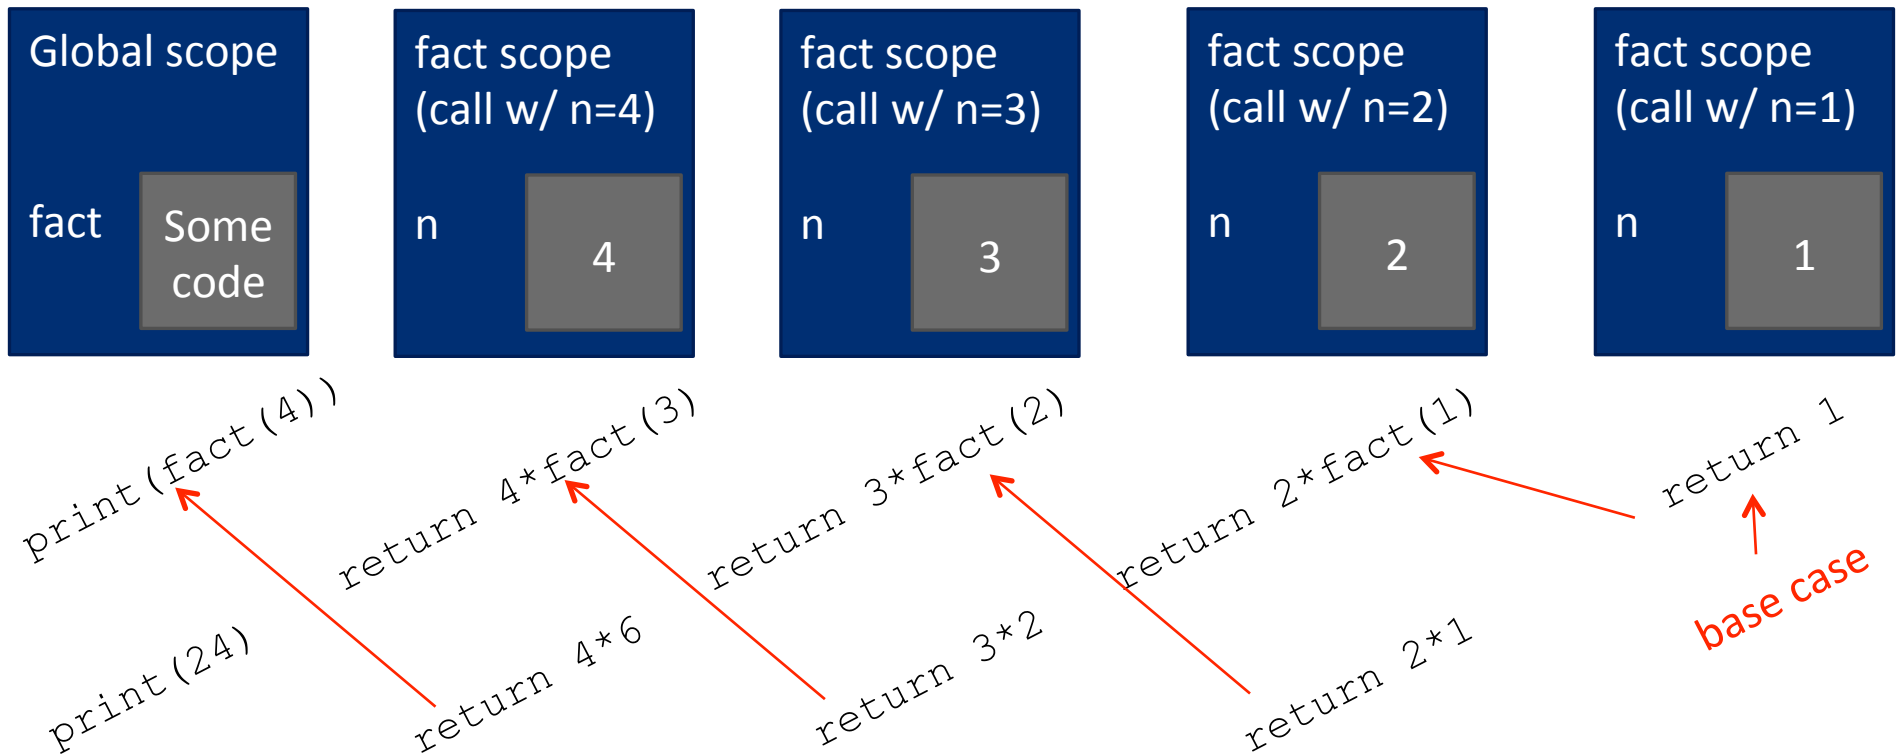 Global scope
fact
Some
code
fact scope
(call w/ n=4)
n
4
fact scope
(call w/ n=3)
n
3
fact scope
(call w/ n=2)
n
2
fact scope
(call w/ n=1)
n
1
print(fact(4))
return 4*fact(3)
return 3*fact(2)
return 2*fact(1)
return 1
base case
print(24)
return 4*6
return 3*2
return 2*1